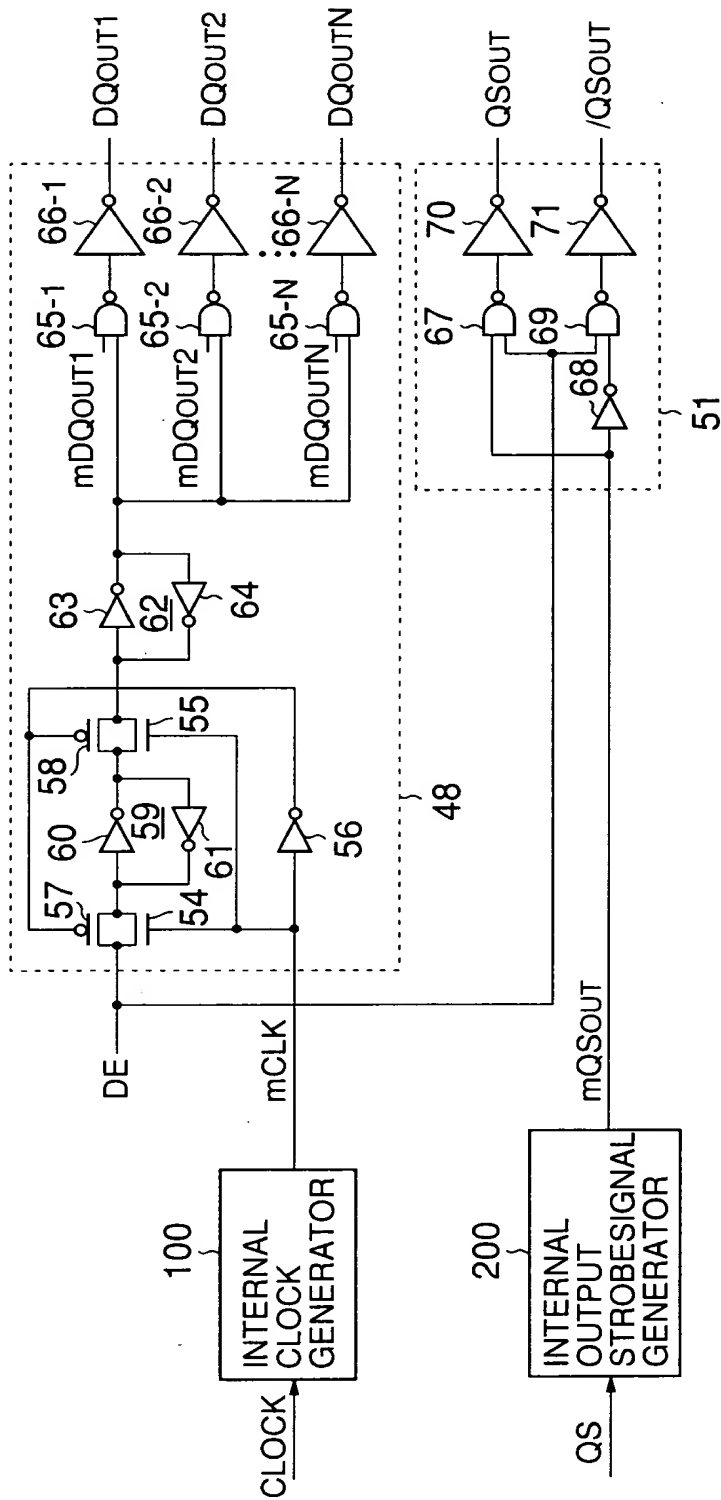 DQOUT1
DQOUT2
DQOUTN
66-1
66-2
66-N
65-1
65-2
65-N
mDQOUT1
mDQOUT2
mDQOUTN
QSOUT
/QSOUT
70
71
67
69
68
51
63
62
64
58
55
60
59
61
56
48
57
54
DE
mCLK
mQSOUT
100
INTERNAL
CLOCK
GENERATOR
CLOCK
200
INTERNAL
OUTPUT
STROBESIGNAL
GENERATOR
QS